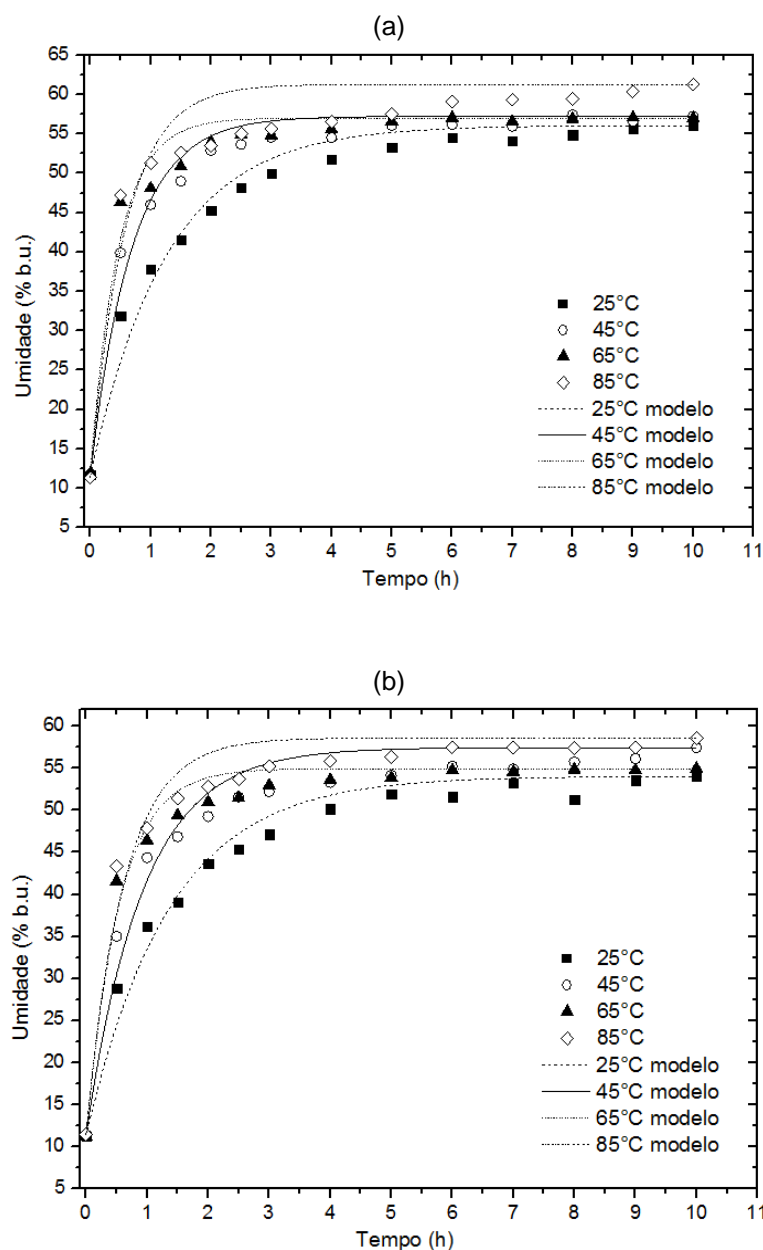 (a)
65
60
55
50
45
40
35
30
25
20
15
10
5
Umidade (% b.u.)
25°C
45°C
65°C
85°C
25°C modelo
45°C modelo
65°C modelo
85°C modelo
0 1 2 3 4 5 6 7 8 9 10 11
Tempo (h)
(b)
60
55
50
45
40
35
30
25
20
15
10
5
Umidade (% b.u.)
25°C
45°C
65°C
85°C
25°C modelo
45°C modelo
65°C modelo
85°C modelo
0 1 2 3 4 5 6 7 8 9 10 11
Tempo (h)